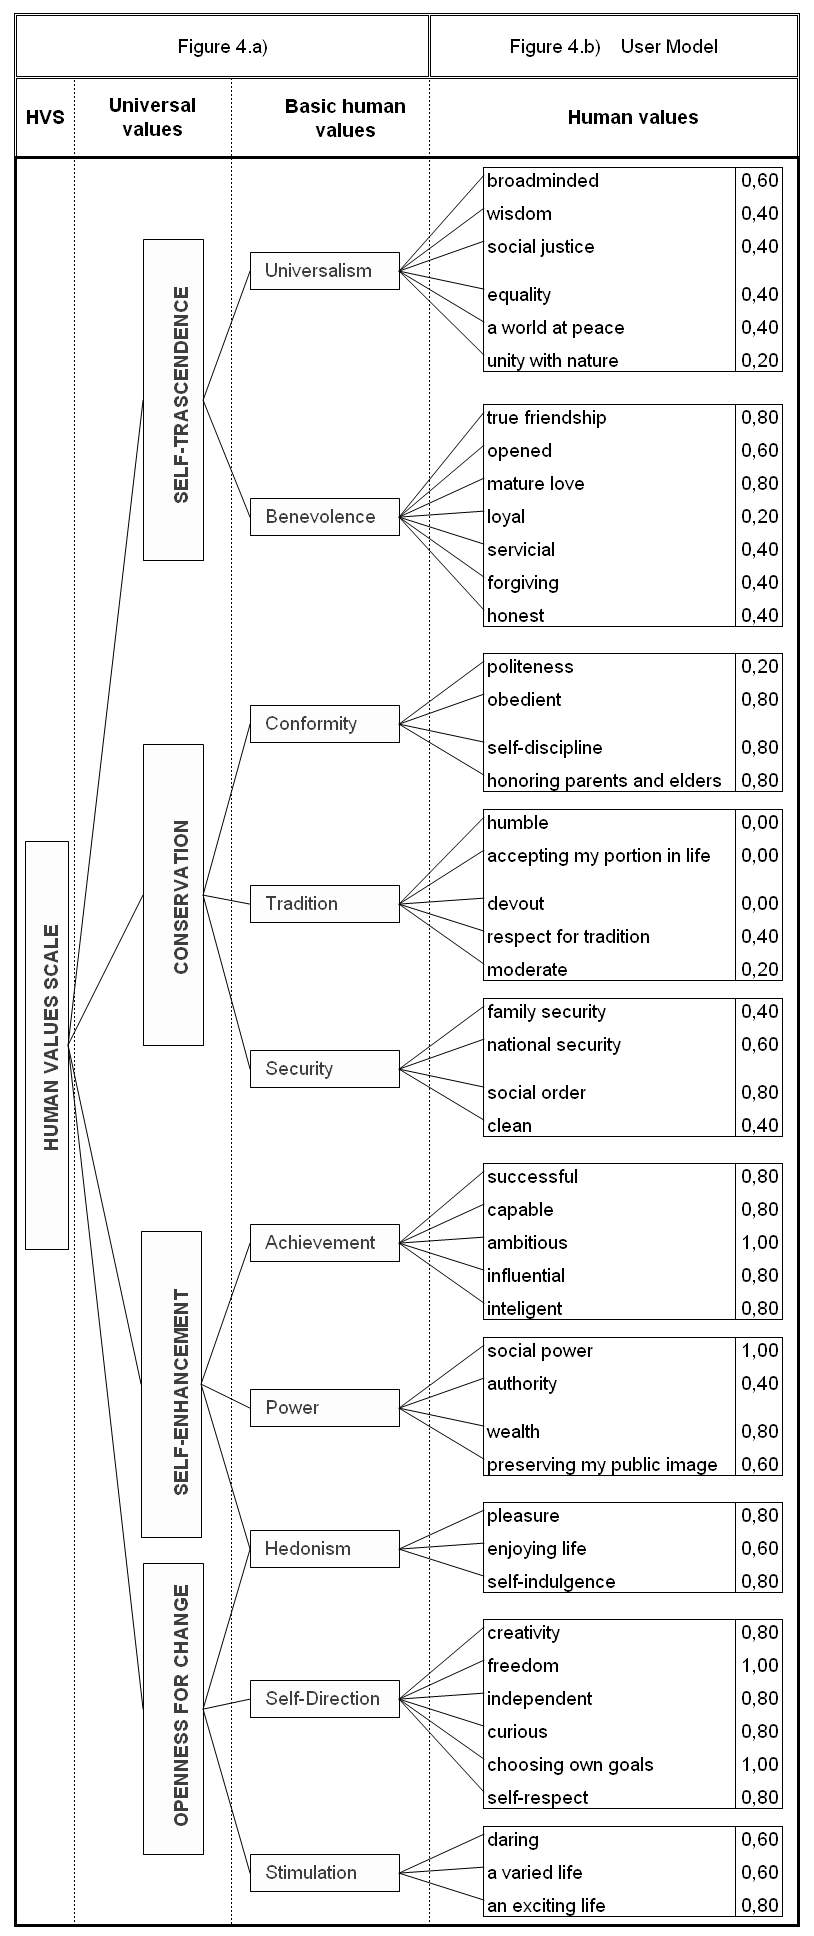 Figure 4.a)
Figure 4.b) User Model
HVS
Universal
values
Basic human
values
Human values
HUMAN VALUES SCALE
SELF-TRASCENDENCE
Universalism
broadminded 0,60
wisdom 0,40
social justice 0,40
equality 0,40
a world at peace 0,40
unity with nature 0,20
Benevolence
true friendship 0,80
opened 0,60
mature love 0,80
loyal 0,20
servicial 0,40
forgiving 0,40
honest 0,40
CONSERVATION
Conformity
politeness 0,20
obedient 0,80
self-discipline 0,80
honoring parents and elders 0,80
Tradition
humble 0,00
accepting my portion in life 0,00
devout 0,00
respect for tradition 0,40
moderate 0,20
Security
family security 0,40
national security 0,60
social order 0,80
clean 0,40
SELF-ENHANCEMENT
Achievement
successful 0,80
capable 0,80
ambitious 1,00
influential 0,80
inteligent 0,80
Power
social power 1,00
authority 0,40
wealth 0,80
preserving my public image 0,60
Hedonism
pleasure 0,80
enjoying life 0,60
self-indulgence 0,80
OPENNESS FOR CHANGE
Self-Direction
creativity 0,80
freedom 1,00
independent 0,80
curious 0,80
choosing own goals 1,00
self-respect 0,80
Stimulation
daring 0,60
a varied life 0,60
an exciting life 0,80